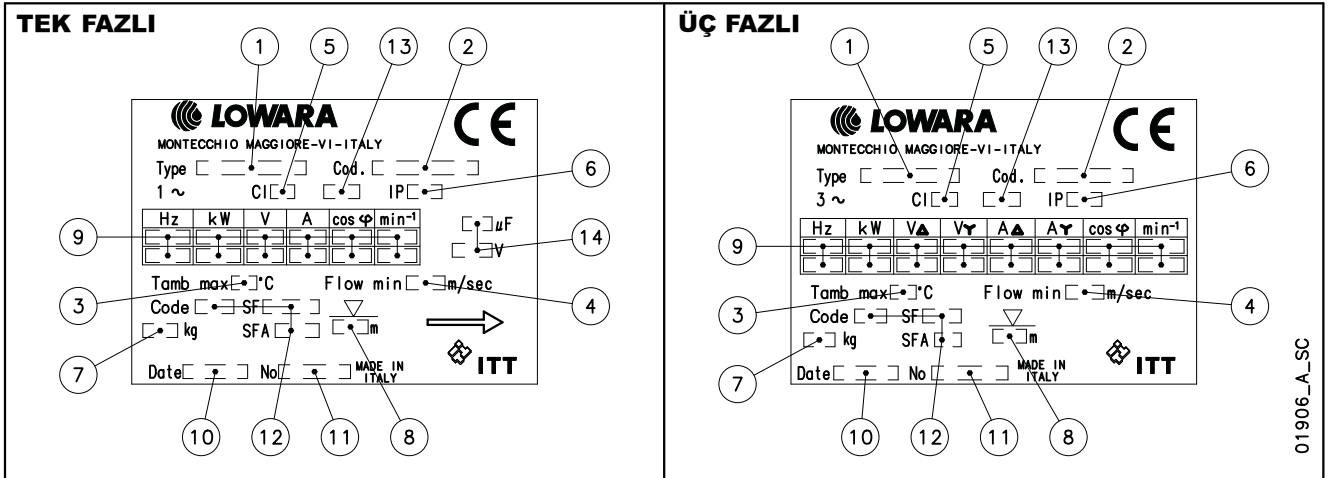 TEK FAZLI
1 5 13 2
LOWARA CE
MONTECCHIO MAGGIORE-VI-ITALY
Type Cod.
1 ~ CI IP
6
Hz kW V A cos φ min⁻¹
µF
V
9
14
Tamb max °C Flow min m/sec
3
4
Code SF
kg SFA m
7
ITT
Date No MADE IN ITALY
10 12 11 8
ÜÇ FAZLI
1 5 13 2
LOWARA CE
MONTECCHIO MAGGIORE-VI-ITALY
Type Cod.
3 ~ CI IP
6
Hz kW V▲ VY A▲ AY cos φ min⁻¹
9
Tamb max °C Flow min m/sec
3
4
Code SF
kg SFA m
7
ITT
Date No MADE IN ITALY
10 12 11 8
01906_A_SC